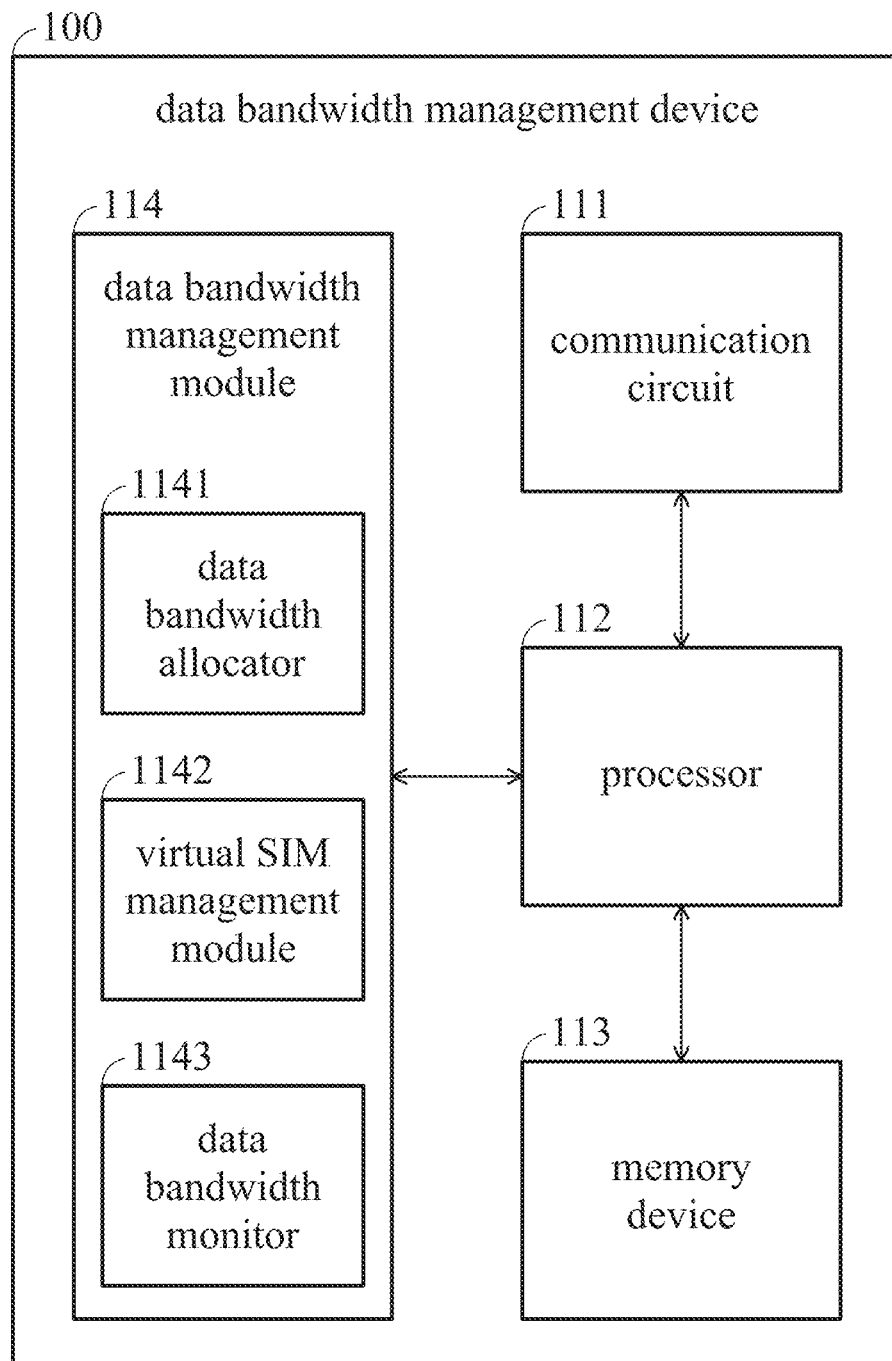 100
data bandwidth management device
114
data bandwidth
management
module
1141
data
bandwidth
allocator
1142
virtual SIM
management
module
1143
data
bandwidth
monitor
111
communication
circuit
112
processor
113
memory
device